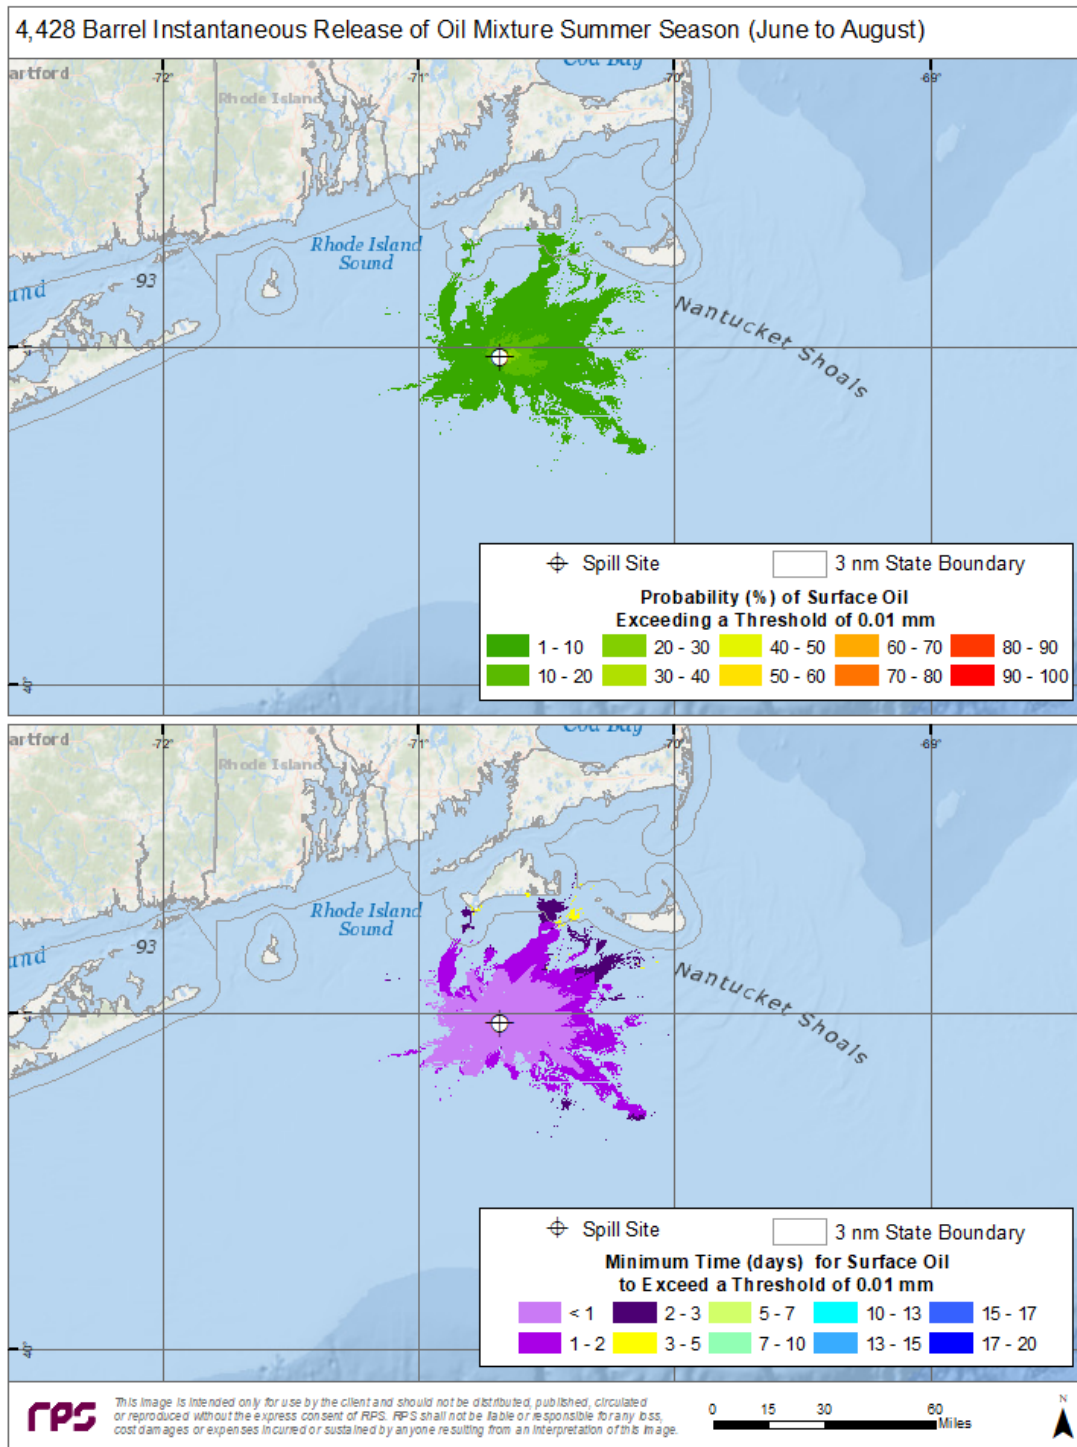 4,428 Barrel Instantaneous Release of Oil Mixture Summer Season (June to August)
artford
-72°
-71°
Cod Bay
-70°
69°
Rhode Island
Rhode Island
Sound
93
und
Nantucket Shoals
40°
Spill Site
3 nm State Boundary
Probability (%) of Surface Oil
Exceeding a Threshold of 0.01 mm
1 - 10
20 - 30
40 - 50
60 - 70
80 - 90
10 - 20
30 - 40
50 - 60
70 - 80
90 - 100
artford
-72°
-71°
Cod Bay
-70°
69°
Rhode Island
Rhode Island
Sound
93
und
Nantucket Shoals
40°
Spill Site
3 nm State Boundary
Minimum Time (days) for Surface Oil
to Exceed a Threshold of 0.01 mm
< 1
2 - 3
5 - 7
10 - 13
15 - 17
1 - 2
3 - 5
7 - 10
13 - 15
17 - 20
rps
This image is intended only for use by the client and should not be distributed, published, circulated
or reproduced without the express consent of RPS. RPS shall not be liable or responsible for any loss,
cost damages or expenses incurred or sustained by anyone resulting from an interpretation of this image.
0 15 30 60
Miles
N